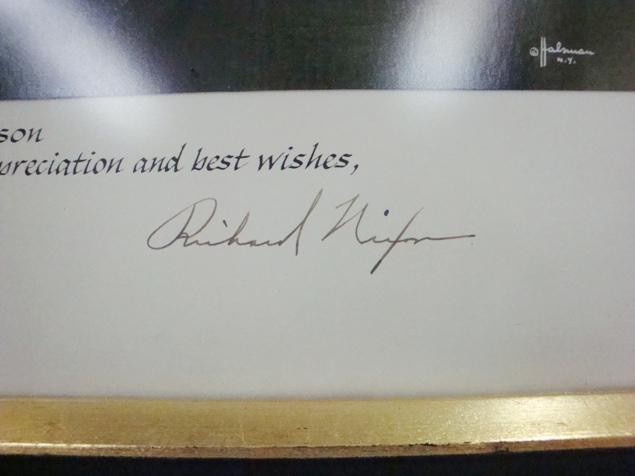 © Halsman
N.Y.
son
preciation and best wishes,
Richard Nixon